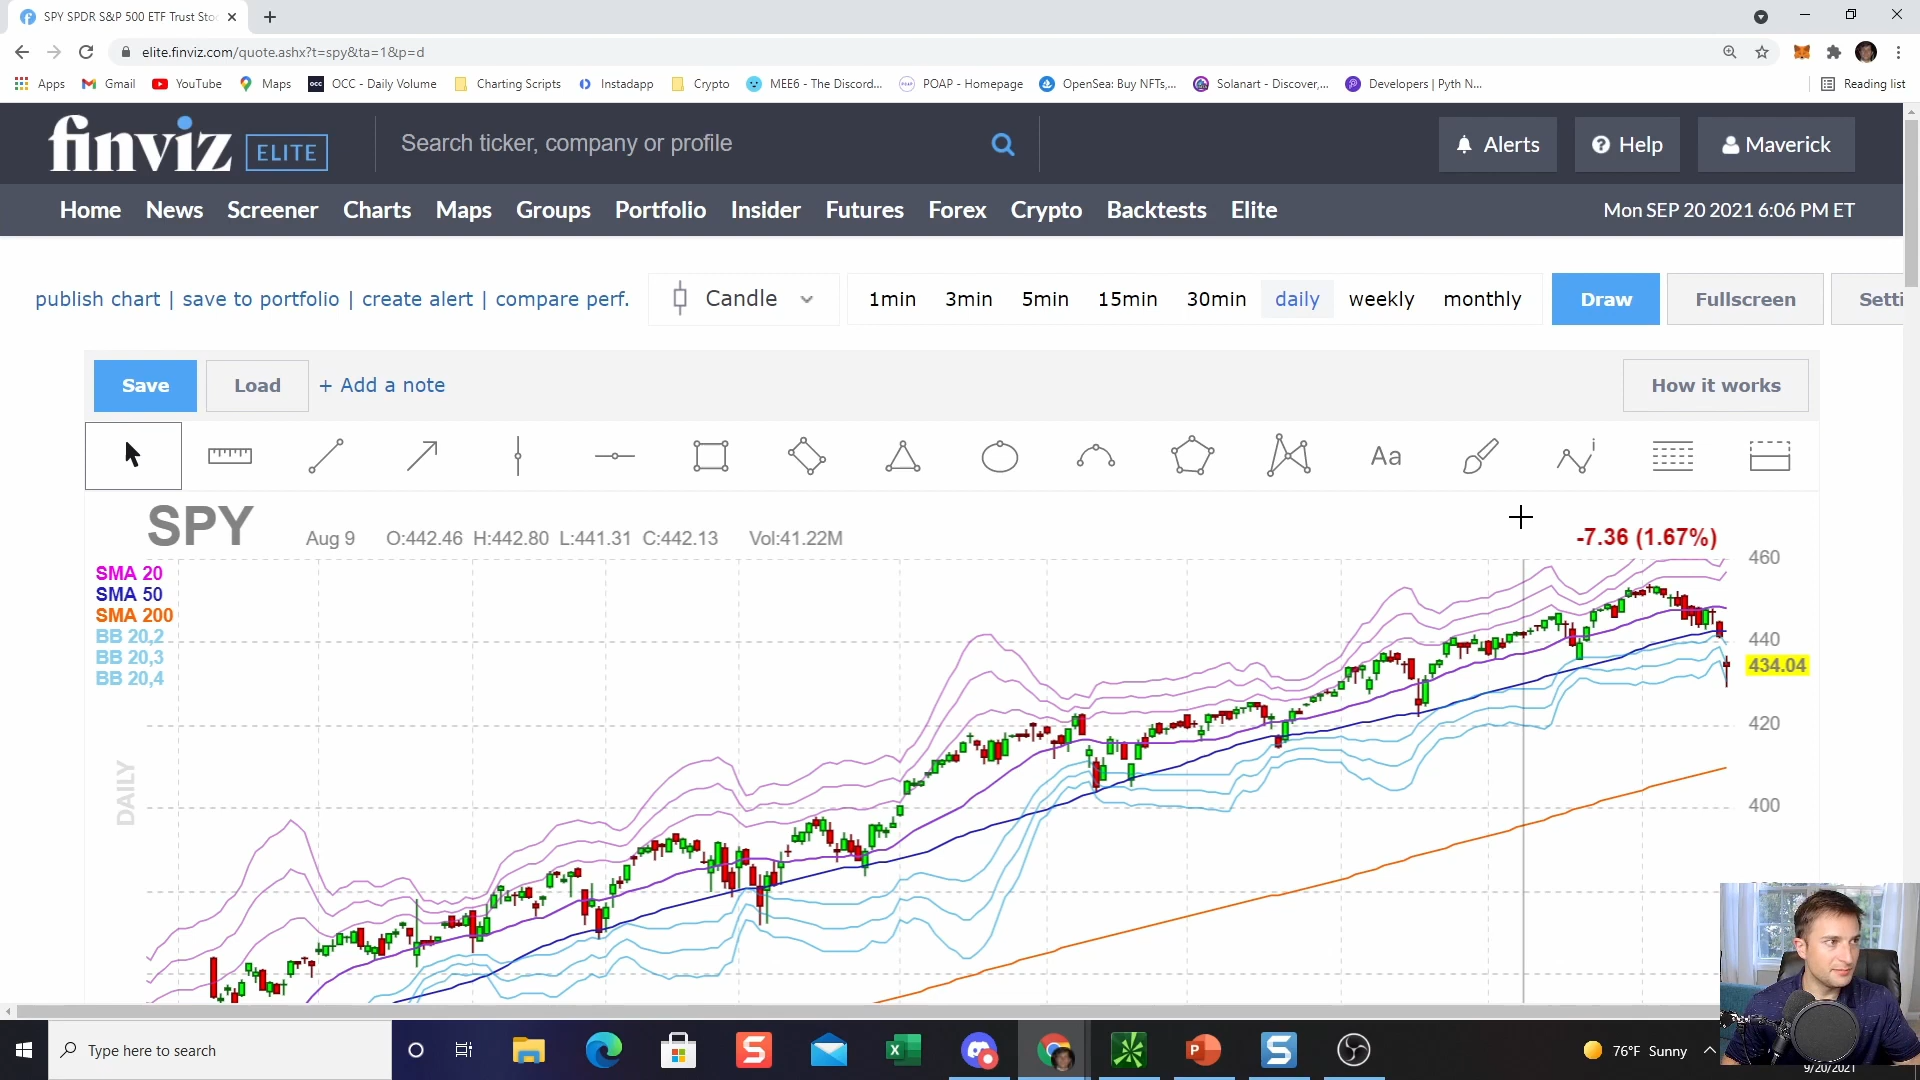 SPY SPDR S&P 500 ETF Trust Sto
elite.finviz.com/quote.ashx?t=spy&ta=1&p=d
Apps Gmail YouTube Maps OCC - Daily Volume Charting Scripts Instadapp Crypto MEE6 - The Discord... POAP - Homepage OpenSea: Buy NFTs,... Solanart - Discover,... Developers | Pyth N... Reading list
finviz ELITE Search ticker, company or profile Alerts Help Maverick
Home News Screener Charts Maps Groups Portfolio Insider Futures Forex Crypto Backtests Elite Mon SEP 20 2021 6:06 PM ET
publish chart | save to portfolio | create alert | compare perf. Candle 1min 3min 5min 15min 30min daily weekly monthly Draw Fullscreen Setti
Save Load + Add a note How it works
Aa
SPY Aug 9 O:442.46 H:442.80 L:441.31 C:442.13 Vol:41.22M -7.36 (1.67%)
460
SMA 20
SMA 50
SMA 200
BB 20,2
440
BB 20,3
434.04
BB 20,4
420
DAILY
400
Type here to search 76°F Sunny
9/20/2021